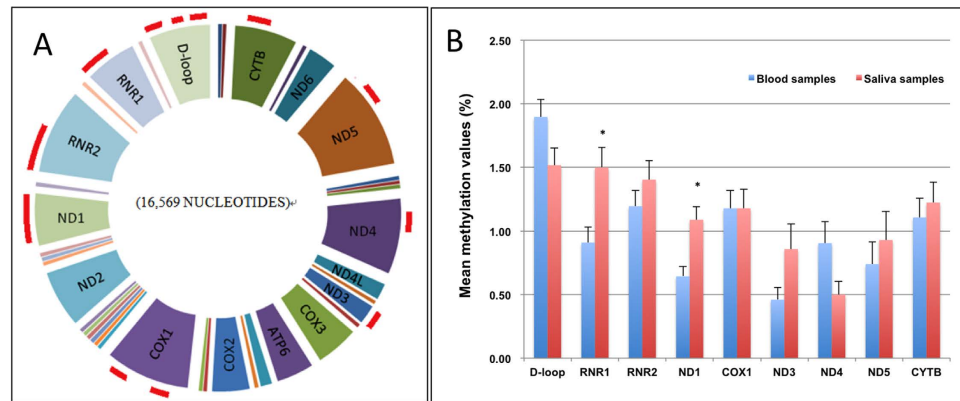 A
D-loop
CYTB
ND6
ND5
ND4
ND4L
ND3
COX3
ATP6
COX2
COX1
ND2
ND1
RNR2
RNR1
(16,569 NUCLEOTIDES)↵
B
Mean methylation values (%)
2.50
2.00
1.50
1.00
0.50
0.00
Blood samples Saliva samples
*
*
D-loop RNR1 RNR2 ND1 COX1 ND3 ND4 ND5 CYTB